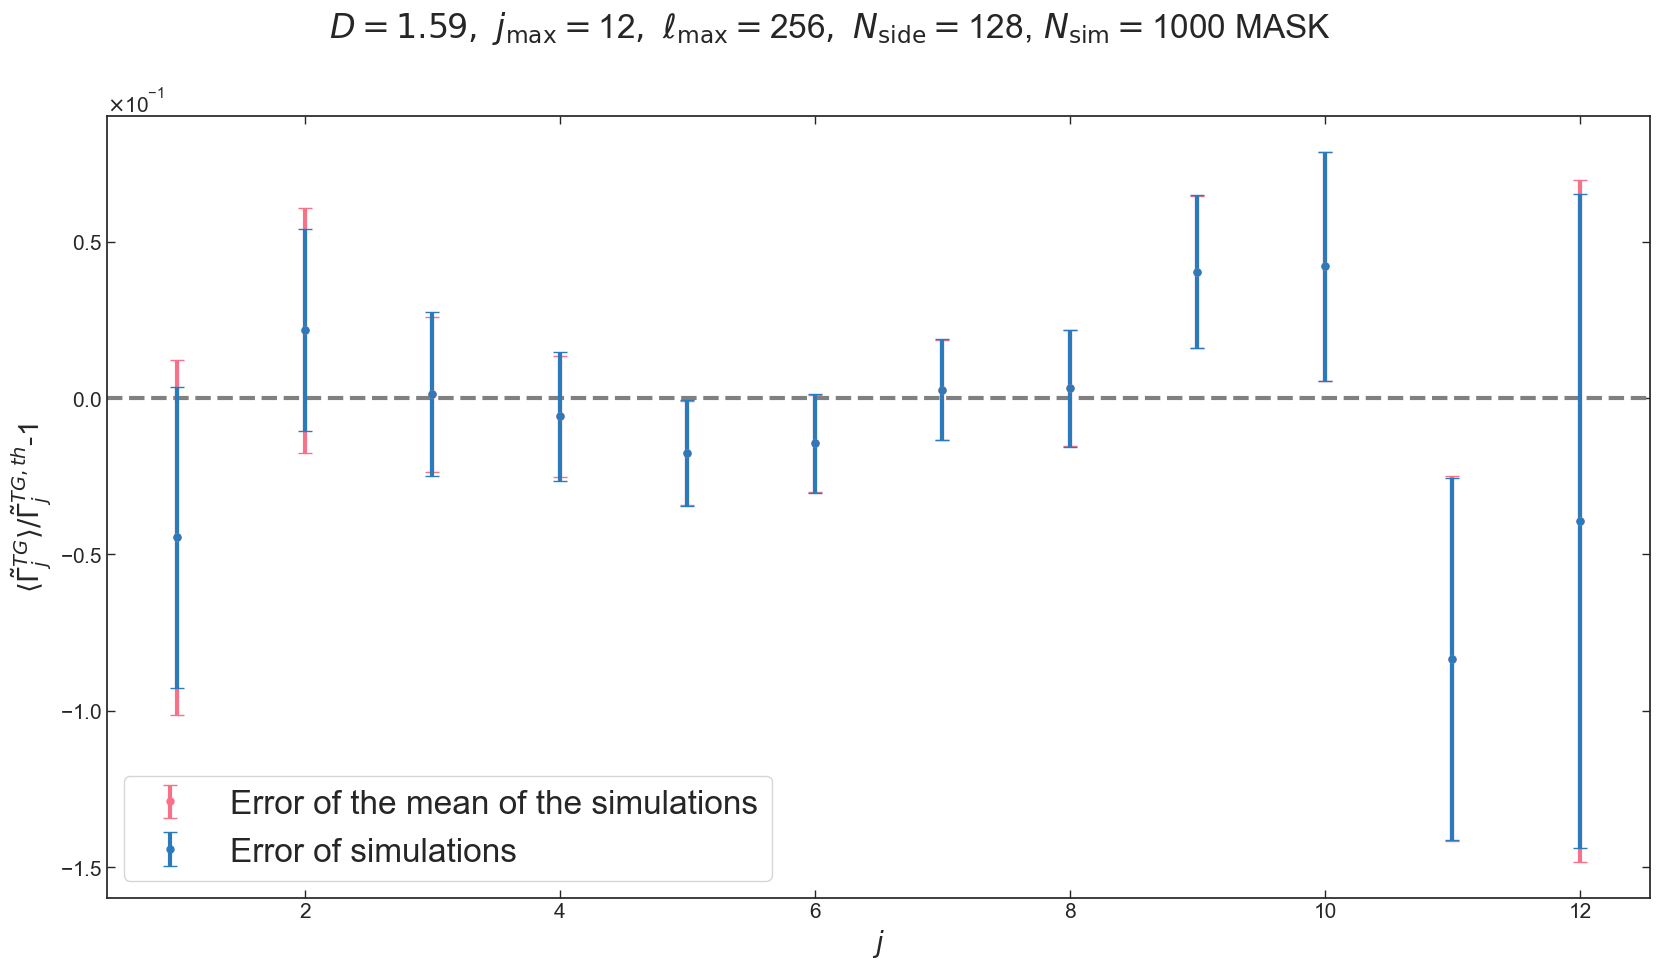 D = 1.59, j_max = 12, ℓ_max = 256, N_side = 128, N_sim = 1000 MASK
×10⁻¹
0.5
0.0
−0.5
−1.0
−1.5
⟨Γ̃_j^{TG}⟩/Γ̃_j^{TG, th}-1
Error of the mean of the simulations
Error of simulations
2 4 6 8 10 12
j